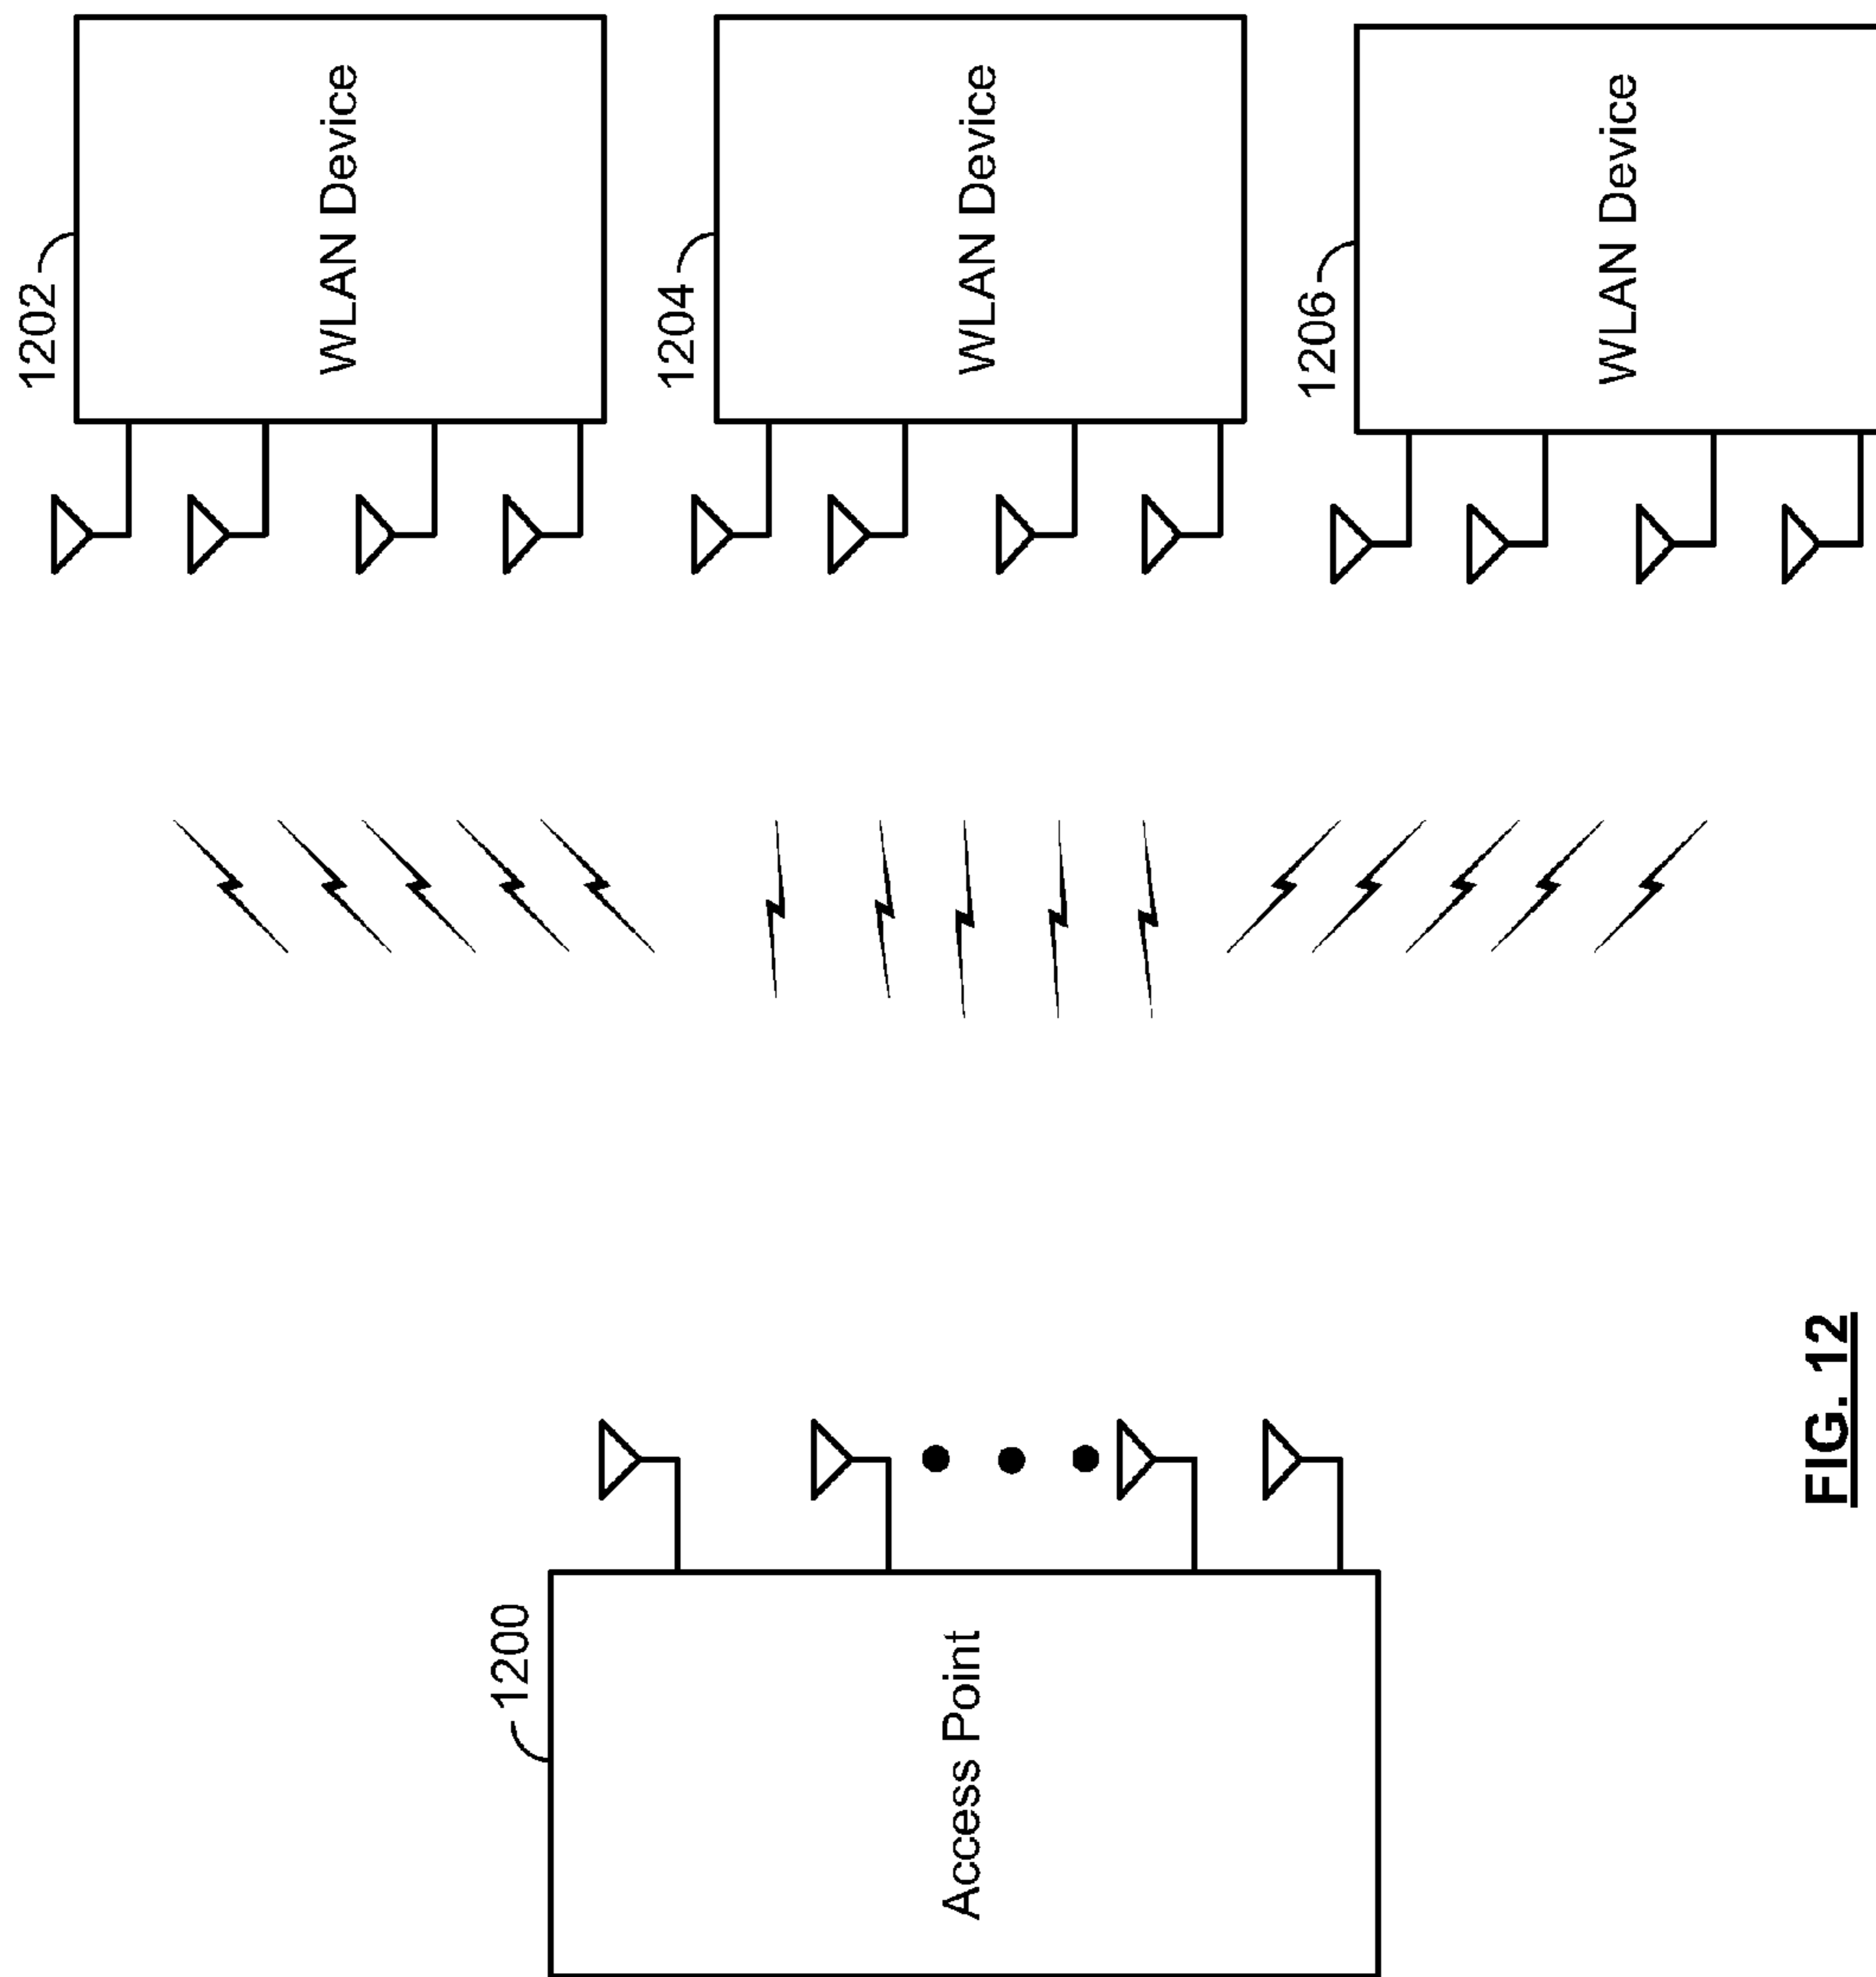 1202
WLAN Device
1204
WLAN Device
1206
WLAN Device
1200
Access Point
FIG. 12